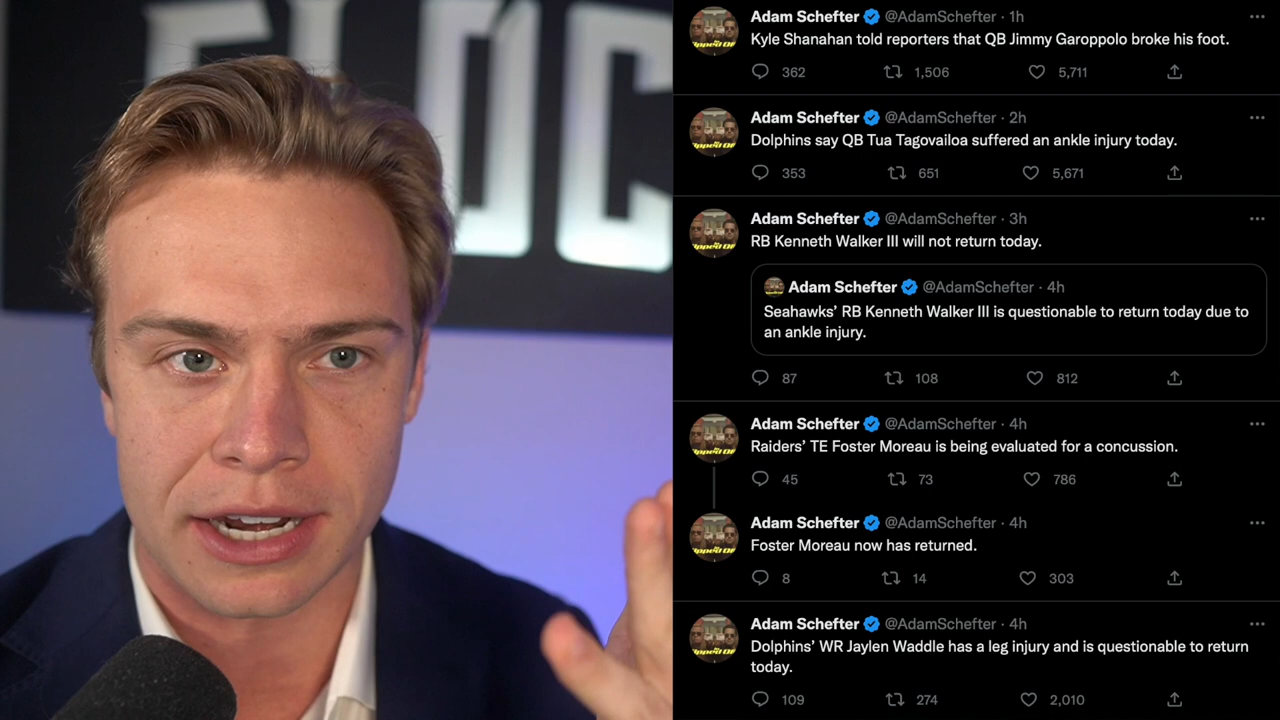 Adam Schefter @AdamSchefter · 1h
Kyle Shanahan told reporters that QB Jimmy Garoppolo broke his foot.
362 1,506 5,711
Adam Schefter @AdamSchefter · 2h
Dolphins say QB Tua Tagovailoa suffered an ankle injury today.
353 651 5,671
Adam Schefter @AdamSchefter · 3h
RB Kenneth Walker III will not return today.
Adam Schefter @AdamSchefter · 4h
Seahawks’ RB Kenneth Walker III is questionable to return today due to
an ankle injury.
87 108 812
Adam Schefter @AdamSchefter · 4h
Raiders’ TE Foster Moreau is being evaluated for a concussion.
45 73 786
Adam Schefter @AdamSchefter · 4h
Foster Moreau now has returned.
8 14 303
Adam Schefter @AdamSchefter · 4h
Dolphins’ WR Jaylen Waddle has a leg injury and is questionable to return
today.
109 274 2,010